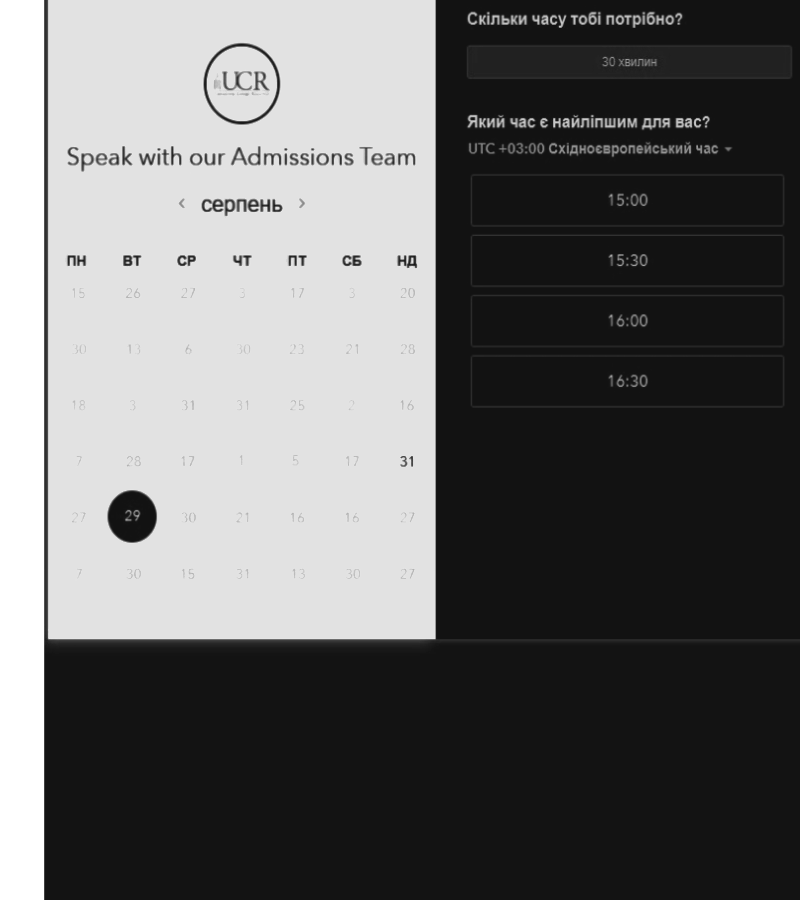 UCR
Speak with our Admissions Team
‹ серпень ›
ПН ВТ СР ЧТ ПТ СБ НД
15 26 27 3 17 3 20
30 13 6 30 23 21 28
18 3 31 31 25 2 16
7 28 17 1 5 17 31
27 29 30 21 16 16 27
7 30 15 31 13 30 27
Скільки часу тобі потрібно?
30 хвилин
Який час є найліпшим для вас?
UTC +03:00 Східноєвропейський час
15:00
15:30
16:00
16:30